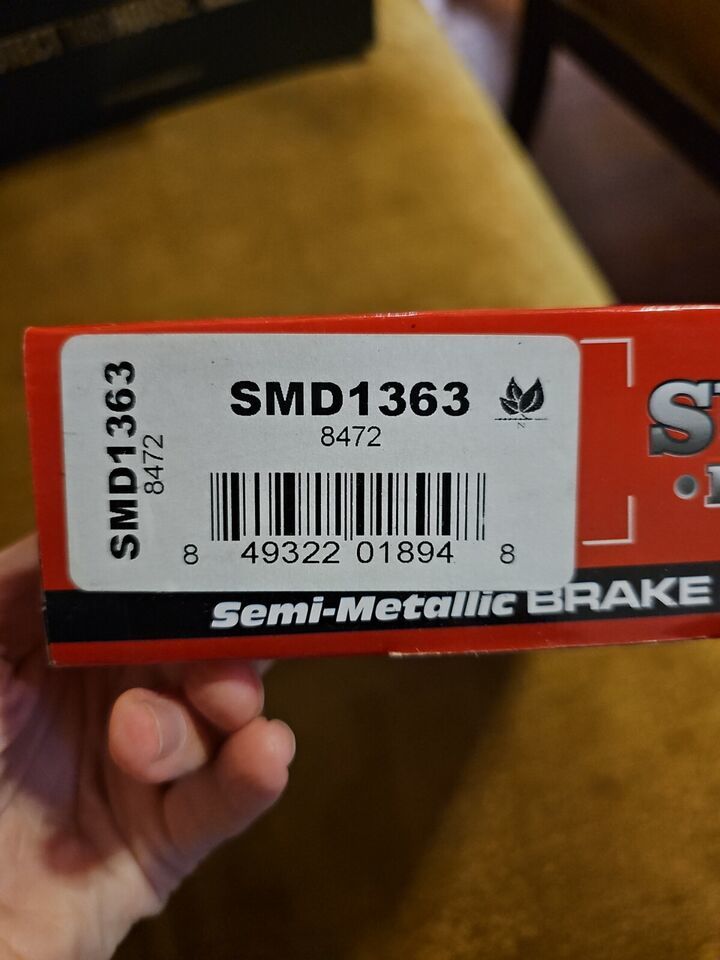 SMD1363
8472
SMD1363
8472
8 49322 01894 8
N
Semi-Metallic BRAKE